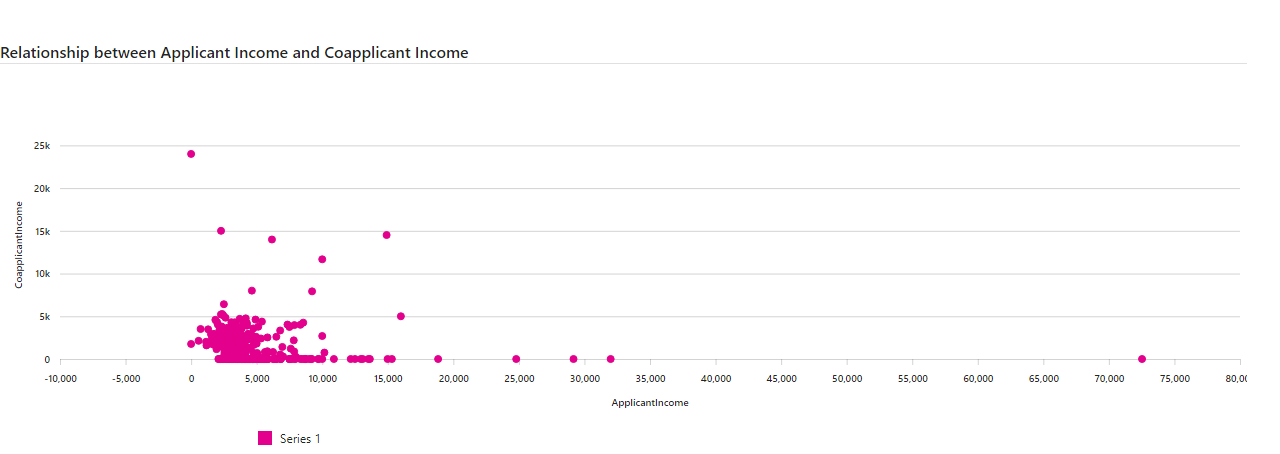 Relationship between Applicant Income and Coapplicant Income
25k
20k
15k
10k
5k
0
CoapplicantIncome
-10,000 -5,000 0 5,000 10,000 15,000 20,000 25,000 30,000 35,000 40,000 45,000 50,000 55,000 60,000 65,000 70,000 75,000 80,0
ApplicantIncome
Series 1